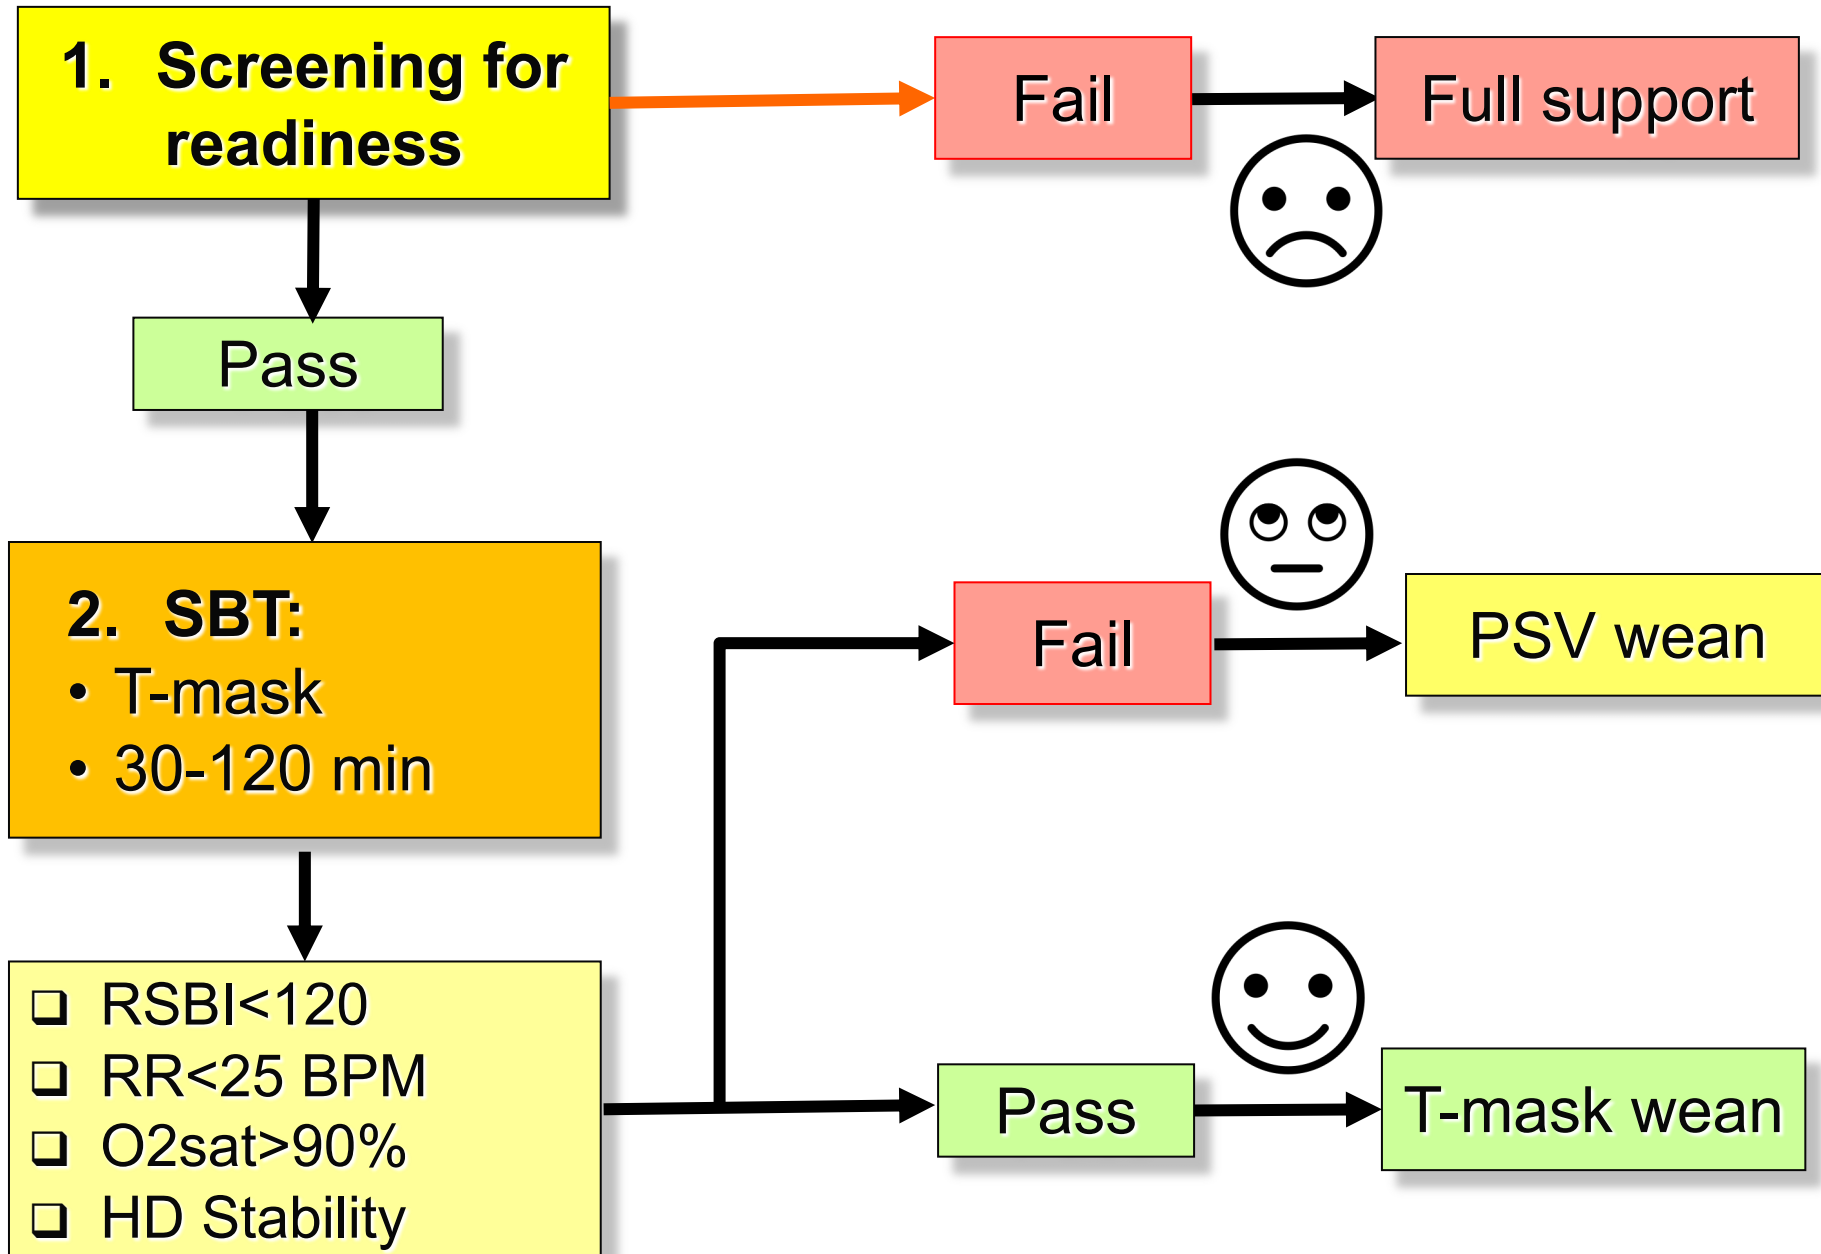 1. Screening for
readiness
Fail
Full support
Pass
2. SBT:
• T-mask
• 30-120 min
Fail
PSV wean
❑ RSBI<120
❑ RR<25 BPM
❑ O2sat>90%
❑ HD Stability
Pass
T-mask wean